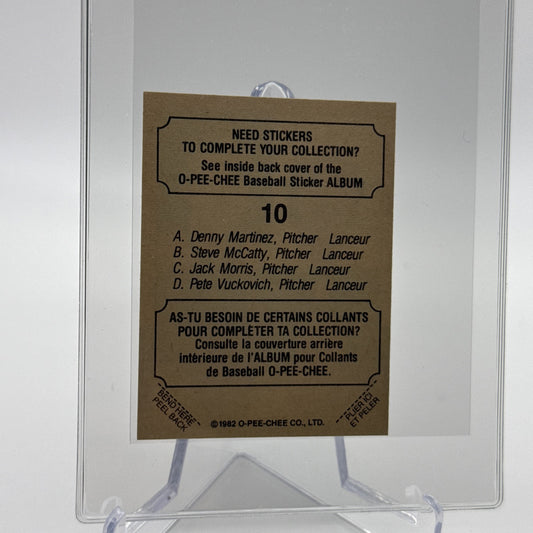 NEED STICKERS
TO COMPLETE YOUR COLLECTION?
See inside back cover of the
O-PEE-CHEE Baseball Sticker ALBUM
10
A. Denny Martinez, Pitcher Lanceur
B. Steve McCatty, Pitcher Lanceur
C. Jack Morris, Pitcher Lanceur
D. Pete Vuckovich, Pitcher Lanceur
AS-TU BESOIN DE CERTAINS COLLANTS
POUR COMPLÈTER TA COLLECTION?
Consulte la couverture arrière
intérieure de l'ALBUM pour Collants
de Baseball O-PEE-CHEE.
BEND HERE
PEEL BACK
PLIER ICI
ET PELER
©1982 O-PEE-CHEE CO., LTD.